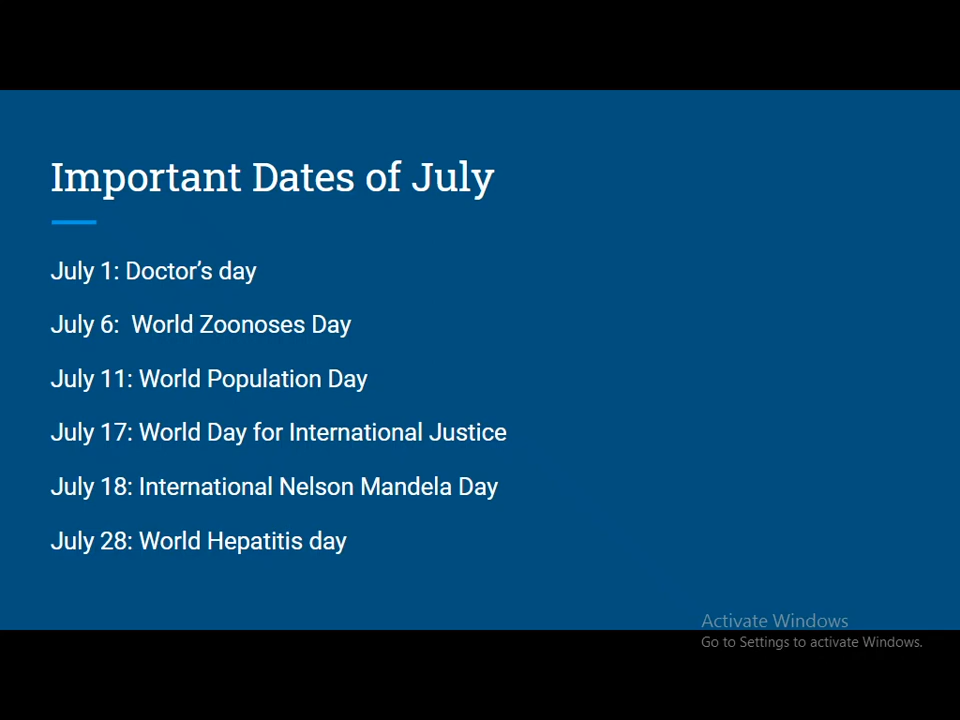 Important Dates of July
July 1: Doctor’s day
July 6:  World Zoonoses Day
July 11: World Population Day
July 17: World Day for International Justice
July 18: International Nelson Mandela Day
July 28: World Hepatitis day
Activate Windows
Go to Settings to activate Windows.